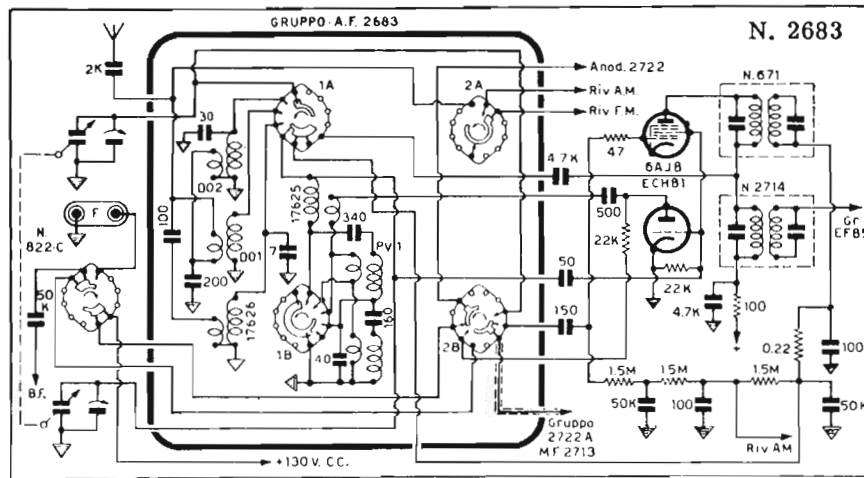 GRUPPO·A.F. 2683
N. 2683
2K
1A
2A
Anod. 2722
Riv A.M.
Riv F.M.
N.671
30
47
6AJ8
ECH81
4.7K
D02
17625
N.2714
N.
822·C
F
100
340
500
Gr
EF85
D01
7
PV1
22K
50
K
200
50
22K
17626
160
150
4.7K
100
1B
40
2B
0.22
100
1.5M
1.5M
1.5M
B.F.
50K
100
50K
Gruppo
2722 A
M.F 2713
Riv AM
+130 V. CC.